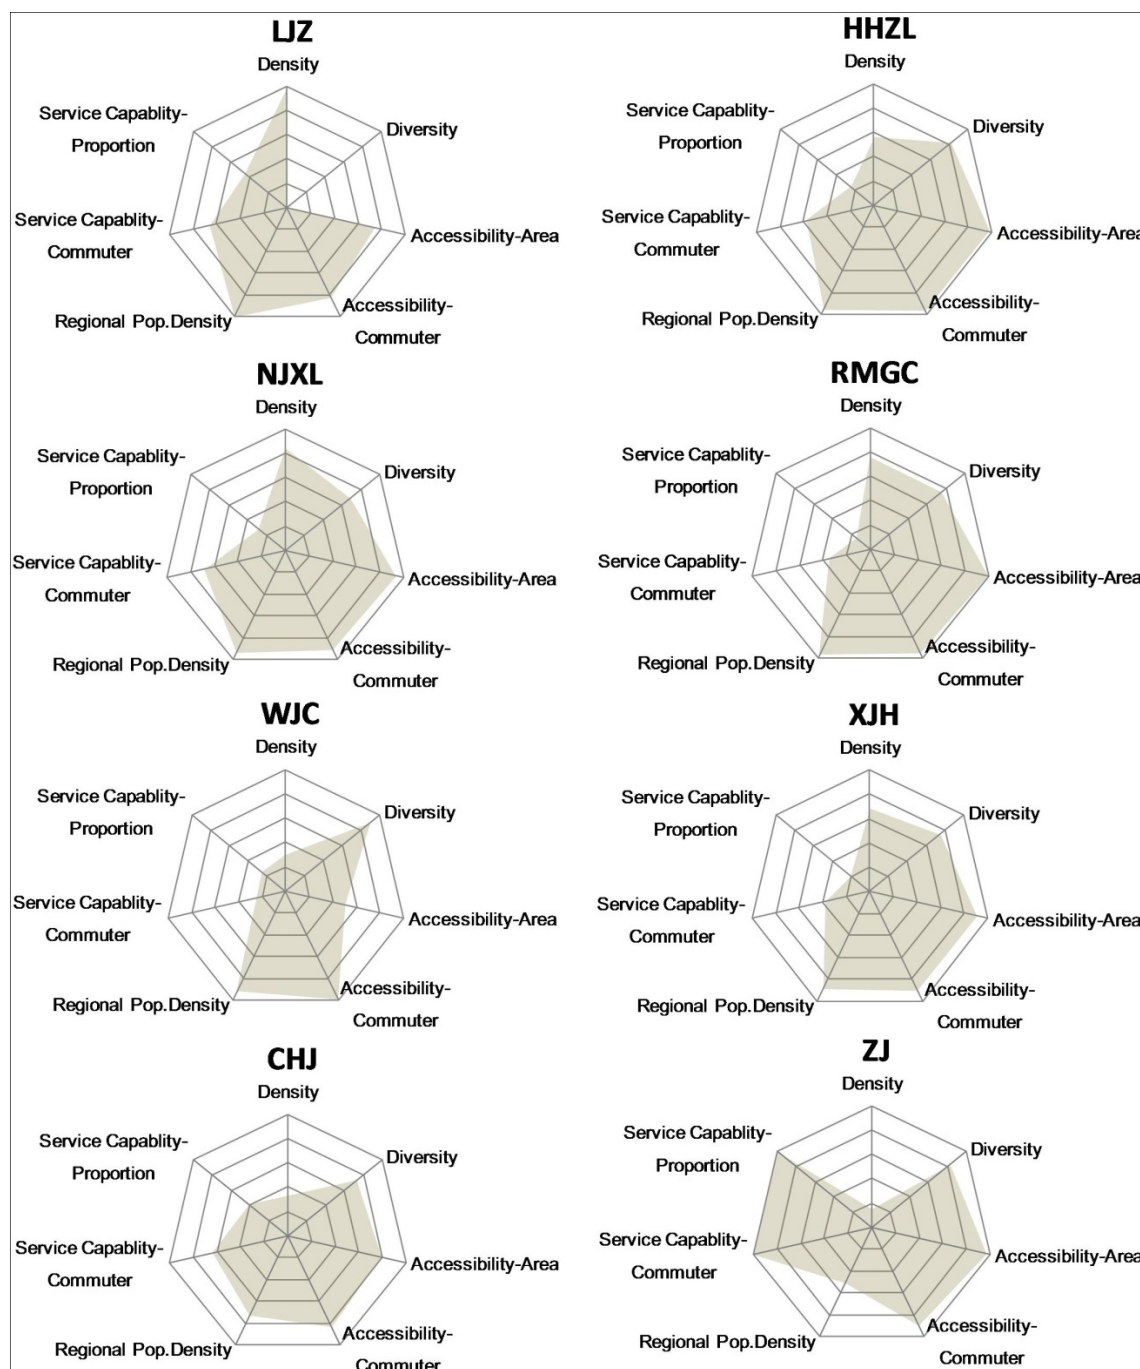 LJZ
Density
Diversity
Accessibility-Area
Accessibility-
Commuter
Regional Pop.Density
Service Capablity-
Commuter
Service Capablity-
Proportion
HHZL
Density
Diversity
Accessibility-Area
Accessibility-
Commuter
Regional Pop.Density
Service Capablity-
Commuter
Service Capablity-
Proportion
NJXL
Density
Diversity
Accessibility-Area
Accessibility-
Commuter
Regional Pop.Density
Service Capablity-
Commuter
Service Capablity-
Proportion
RMGC
Density
Diversity
Accessibility-Area
Accessibility-
Commuter
Regional Pop.Density
Service Capablity-
Commuter
Service Capablity-
Proportion
WJC
Density
Diversity
Accessibility-Area
Accessibility-
Commuter
Regional Pop.Density
Service Capablity-
Commuter
Service Capablity-
Proportion
XJH
Density
Diversity
Accessibility-Area
Accessibility-
Commuter
Regional Pop.Density
Service Capablity-
Commuter
Service Capablity-
Proportion
CHJ
Density
Diversity
Accessibility-Area
Accessibility-
Commuter
Regional Pop.Density
Service Capablity-
Commuter
Service Capablity-
Proportion
ZJ
Density
Diversity
Accessibility-Area
Accessibility-
Commuter
Regional Pop.Density
Service Capablity-
Commuter
Service Capablity-
Proportion